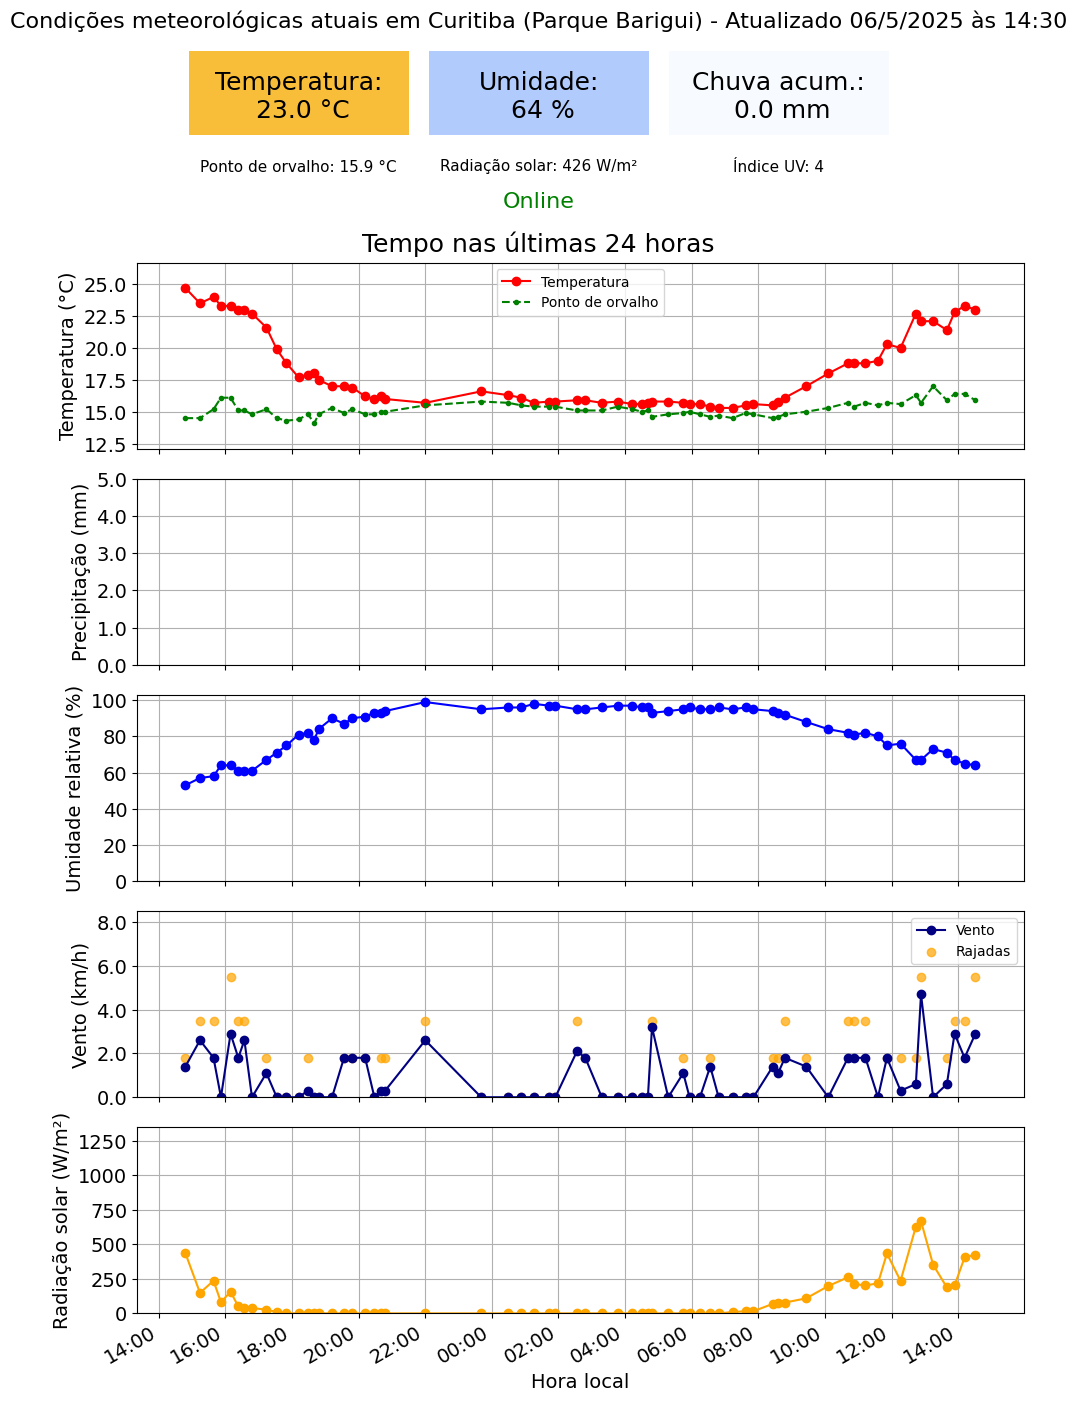 Condições meteorológicas atuais em Curitiba (Parque Barigui) - Atualizado 06/5/2025 às 14:30
Temperatura:
23.0 °C
Umidade:
64 %
Chuva acum.:
0.0 mm
Ponto de orvalho: 15.9 °C
Radiação solar: 426 W/m²
Índice UV: 4
Online
Tempo nas últimas 24 horas
Temperatura (°C)
25.0
22.5
20.0
17.5
15.0
12.5
Temperatura
Ponto de orvalho
Precipitação (mm)
5.0
4.0
3.0
2.0
1.0
0.0
Umidade relativa (%)
100
80
60
40
20
0
Vento (km/h)
8.0
6.0
4.0
2.0
0.0
Vento
Rajadas
Radiação solar (W/m²)
1250
1000
750
500
250
0
14:00
16:00
18:00
20:00
22:00
00:00
02:00
04:00
06:00
08:00
10:00
12:00
14:00
Hora local